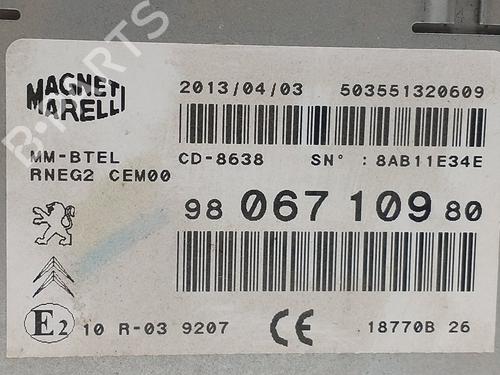 B-PARTS
MAGNETI
MARELLI
2013/04/03 503551320609
MM-BTEL CD-8638 SN° : 8AB11E34E
RNEG2 CEM00
98 067 109 80
E2 10 R-03 9207 CE 18770B 26